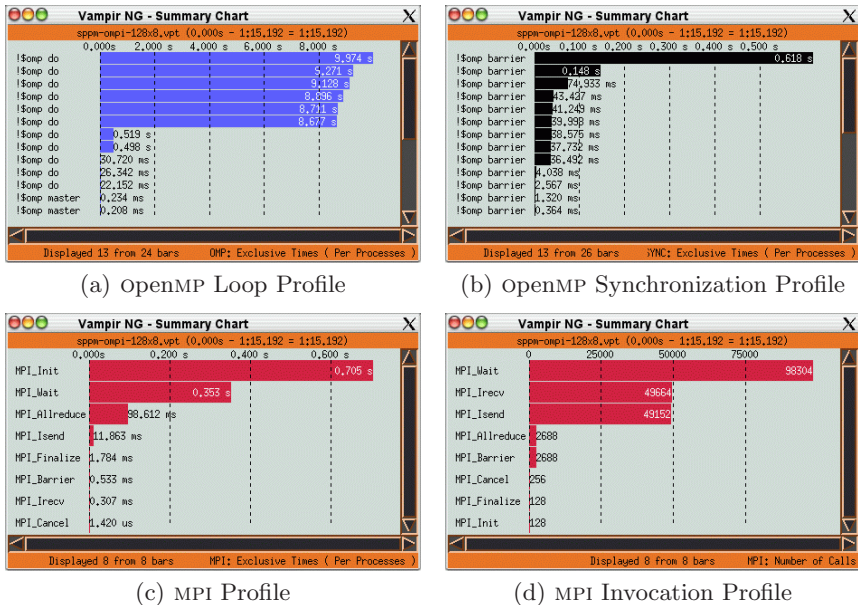 Vampir NG - Summary Chart
X
sppm-ompi-128x8.vpt (0.000s - 1:15.192 = 1:15.192)
0.000s 2.000 s 4.000 s 6.000 s 8.000 s
!$omp do 9.974 s
!$omp do 9.271 s
!$omp do 9.128 s
!$omp do 8.896 s
!$omp do 8.711 s
!$omp do 8.677 s
!$omp do 0.519 s
!$omp do 0.498 s
!$omp do 30.720 ms
!$omp do 26.342 ms
!$omp do 22.152 ms
!$omp master 0.234 ms
!$omp master 0.208 ms
Displayed 13 from 24 bars OMP: Exclusive Times ( Per Processes )
(a) OPENMP Loop Profile
Vampir NG - Summary Chart
X
sppm-ompi-128x8.vpt (0.000s - 1:15.192 = 1:15.192)
0.000s 0.100 s 0.200 s 0.300 s 0.400 s 0.500 s
!$omp barrier 0.618 s
!$omp barrier 0.148 s
!$omp barrier 74.933 ms
!$omp barrier 43.427 ms
!$omp barrier 41.249 ms
!$omp barrier 39.998 ms
!$omp barrier 38.575 ms
!$omp barrier 37.732 ms
!$omp barrier 36.492 ms
!$omp barrier 4.038 ms
!$omp barrier 2.567 ms
!$omp barrier 1.320 ms
!$omp barrier 0.364 ms
Displayed 13 from 26 bars SYNC: Exclusive Times ( Per Processes )
(b) OPENMP Synchronization Profile
Vampir NG - Summary Chart
X
sppm-ompi-128x8.vpt (0.000s - 1:15.192 = 1:15.192)
0.000s 0.200 s 0.400 s 0.600 s
MPI_Init 0.705 s
MPI_Wait 0.353 s
MPI_Allreduce 98.612 ms
MPI_Isend 11.863 ms
MPI_Finalize 1.784 ms
MPI_Barrier 0.533 ms
MPI_Irecv 0.307 ms
MPI_Cancel 1.420 us
Displayed 8 from 8 bars MPI: Exclusive Times ( Per Processes )
(c) MPI Profile
Vampir NG - Summary Chart
X
sppm-ompi-128x8.vpt (0.000s - 1:15.192 = 1:15.192)
0 25000 50000 75000
MPI_Wait 98304
MPI_Irecv 49664
MPI_Isend 49152
MPI_Allreduce 2688
MPI_Barrier 2688
MPI_Cancel 256
MPI_Finalize 128
MPI_Init 128
Displayed 8 from 8 bars MPI: Number of Calls
(d) MPI Invocation Profile